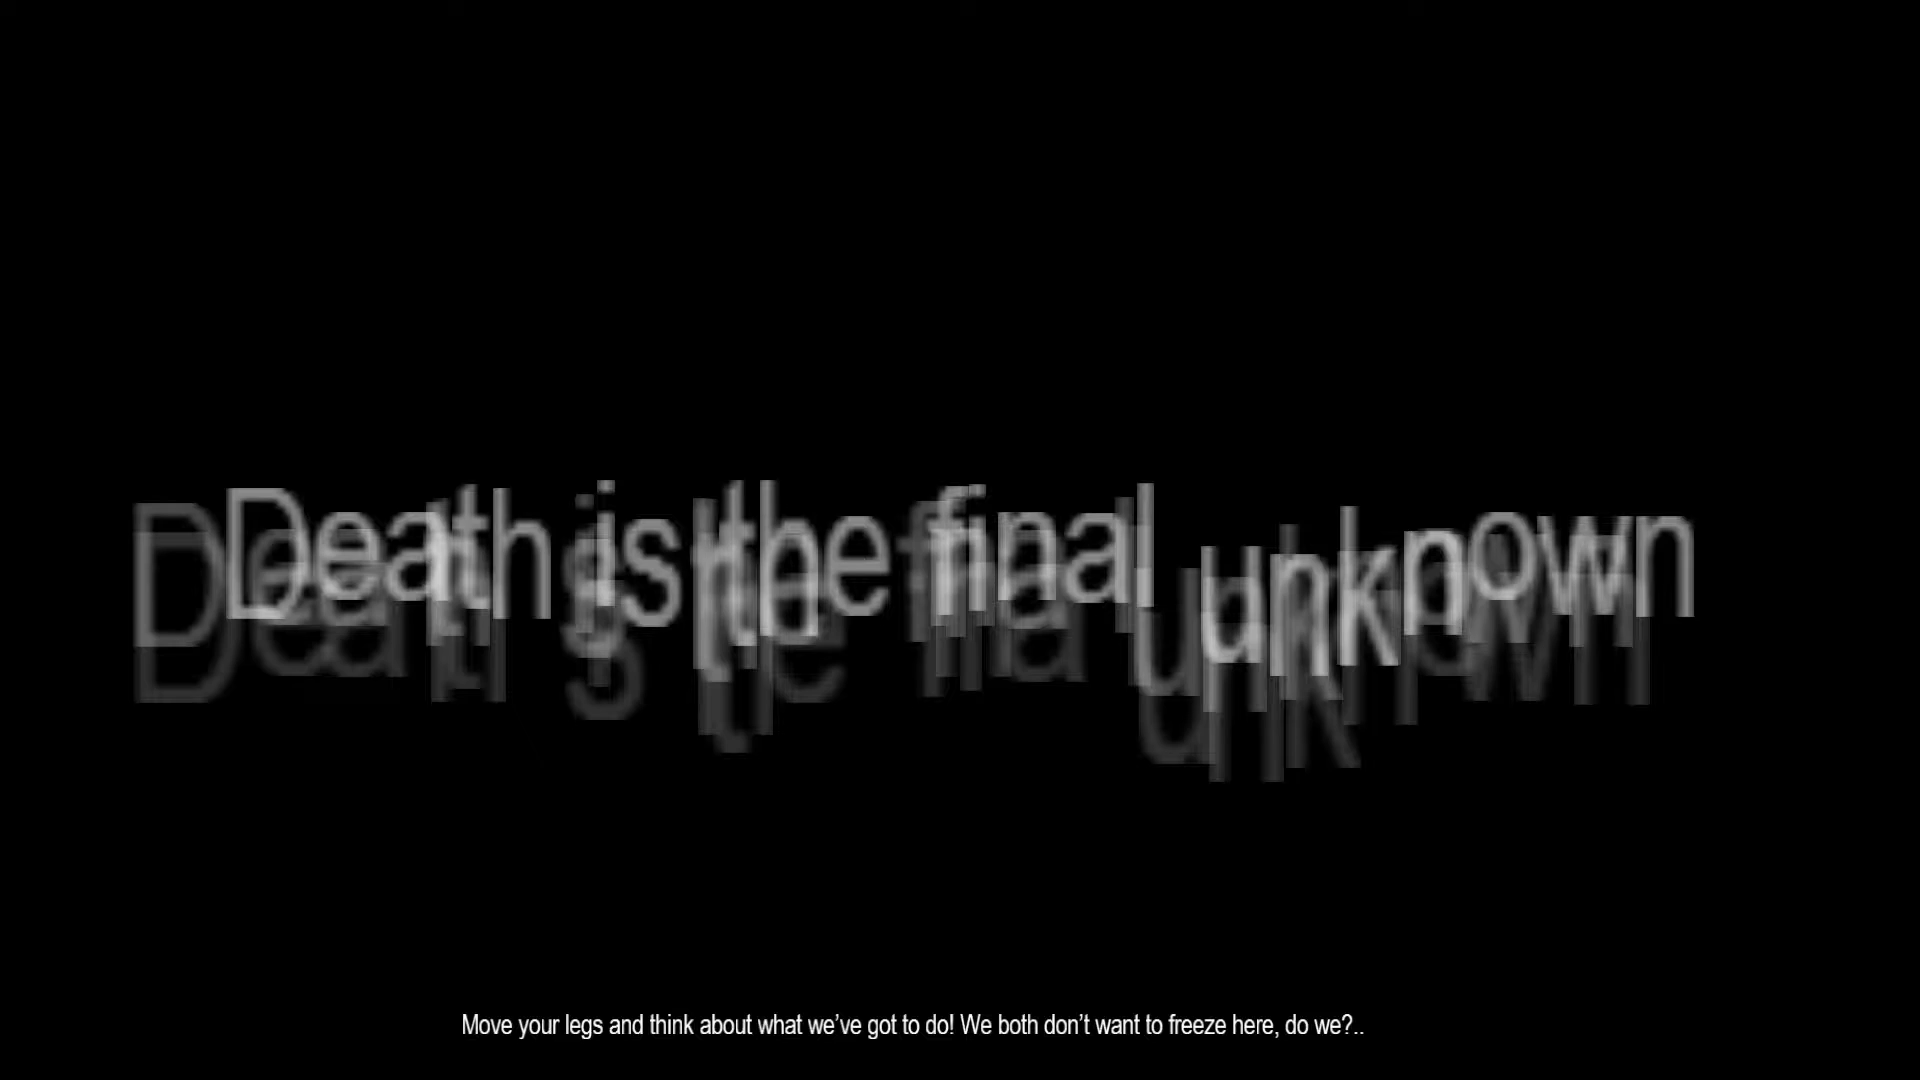 Death is the final unknown
Move your legs and think about what we’ve got to do! We both don’t want to freeze here, do we?..